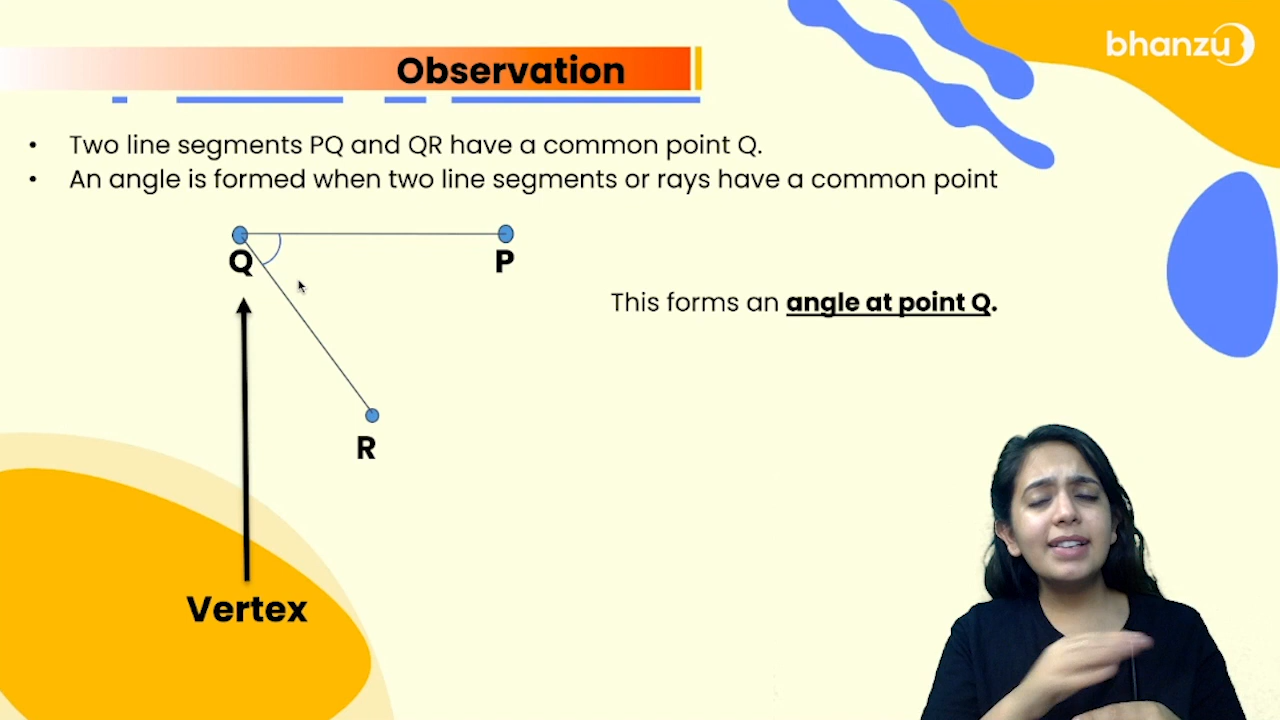 bhanzu
Observation
• Two line segments PQ and QR have a common point Q.
• An angle is formed when two line segments or rays have a common point
Q
P
This forms an angle at point Q.
R
Vertex